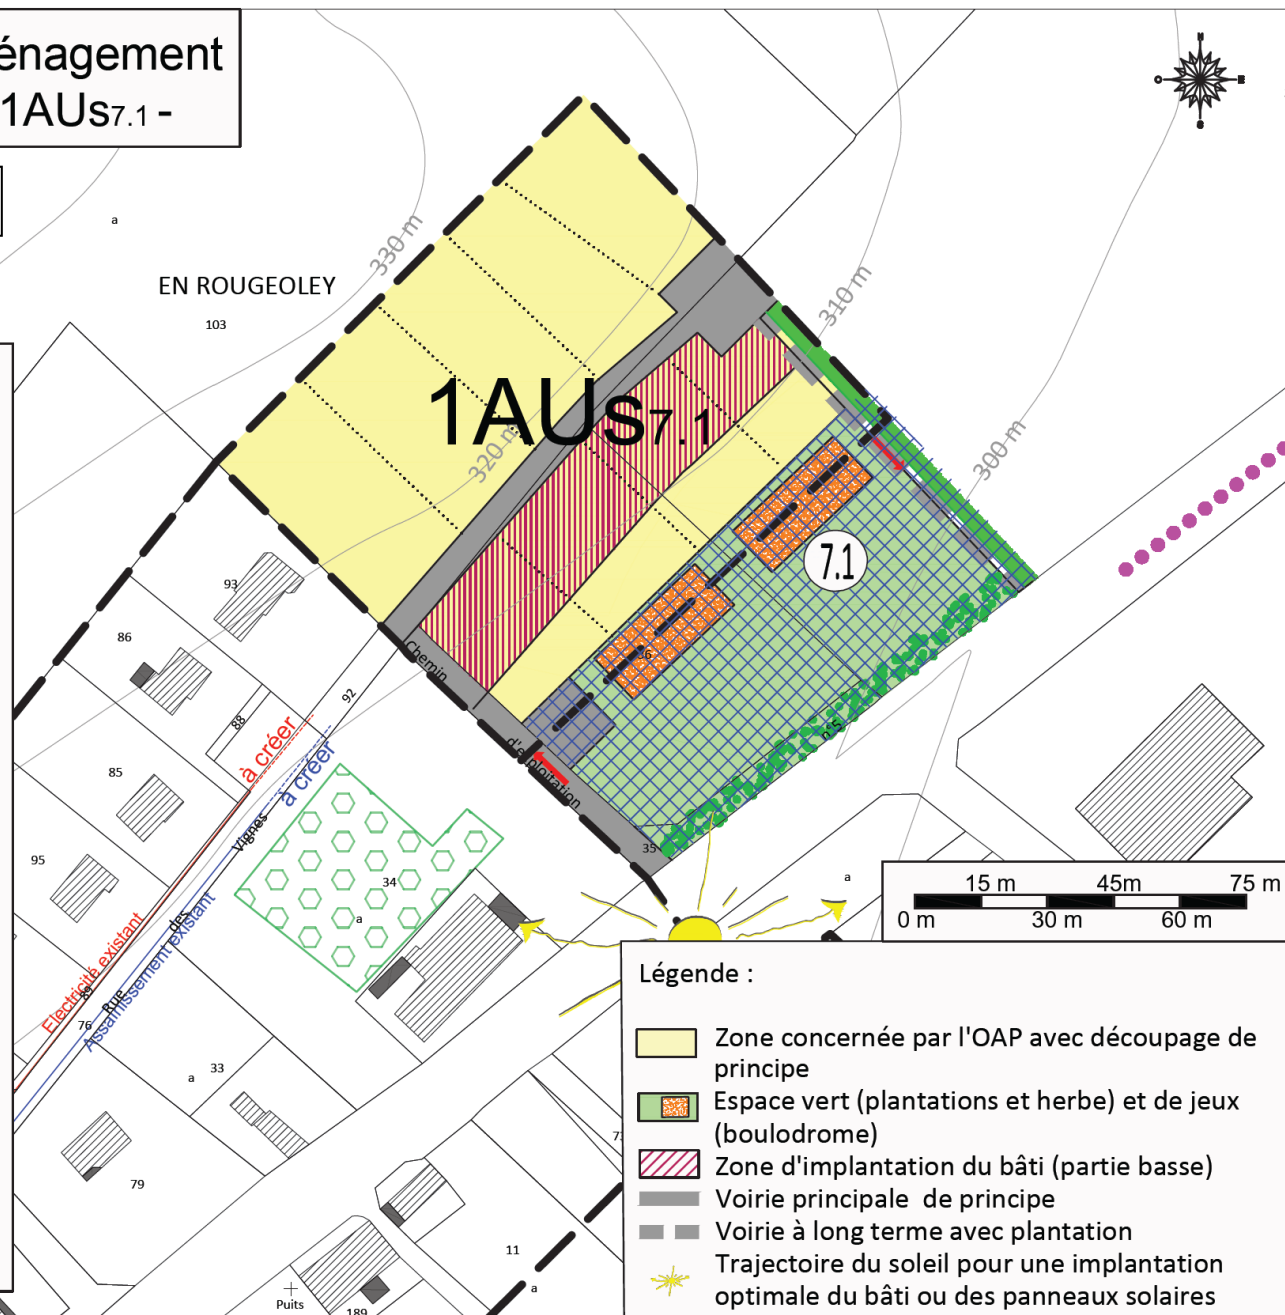 énagement
1AUs7.1 -
N
O
E
S
a
330 m
EN ROUGEOLEY
103
310 m
1AUs7.1
320 m
300 m
7.1
93
86
Chemin
36
92
88
à créer
à créer
d'exploitation
n°5
85
Vignes
35
95
34
a
a
des
15 m 45m 75 m
0 m 30 m 60 m
Electricité existant
Assainissement existant
89
Rue
76
33
a
79
11
a
Puits
189
Légende :
Zone concernée par l'OAP avec découpage de
principe
Espace vert (plantations et herbe) et de jeux
(boulodrome)
Zone d'implantation du bâti (partie basse)
Voirie principale de principe
Voirie à long terme avec plantation
Trajectoire du soleil pour une implantation
optimale du bâti ou des panneaux solaires